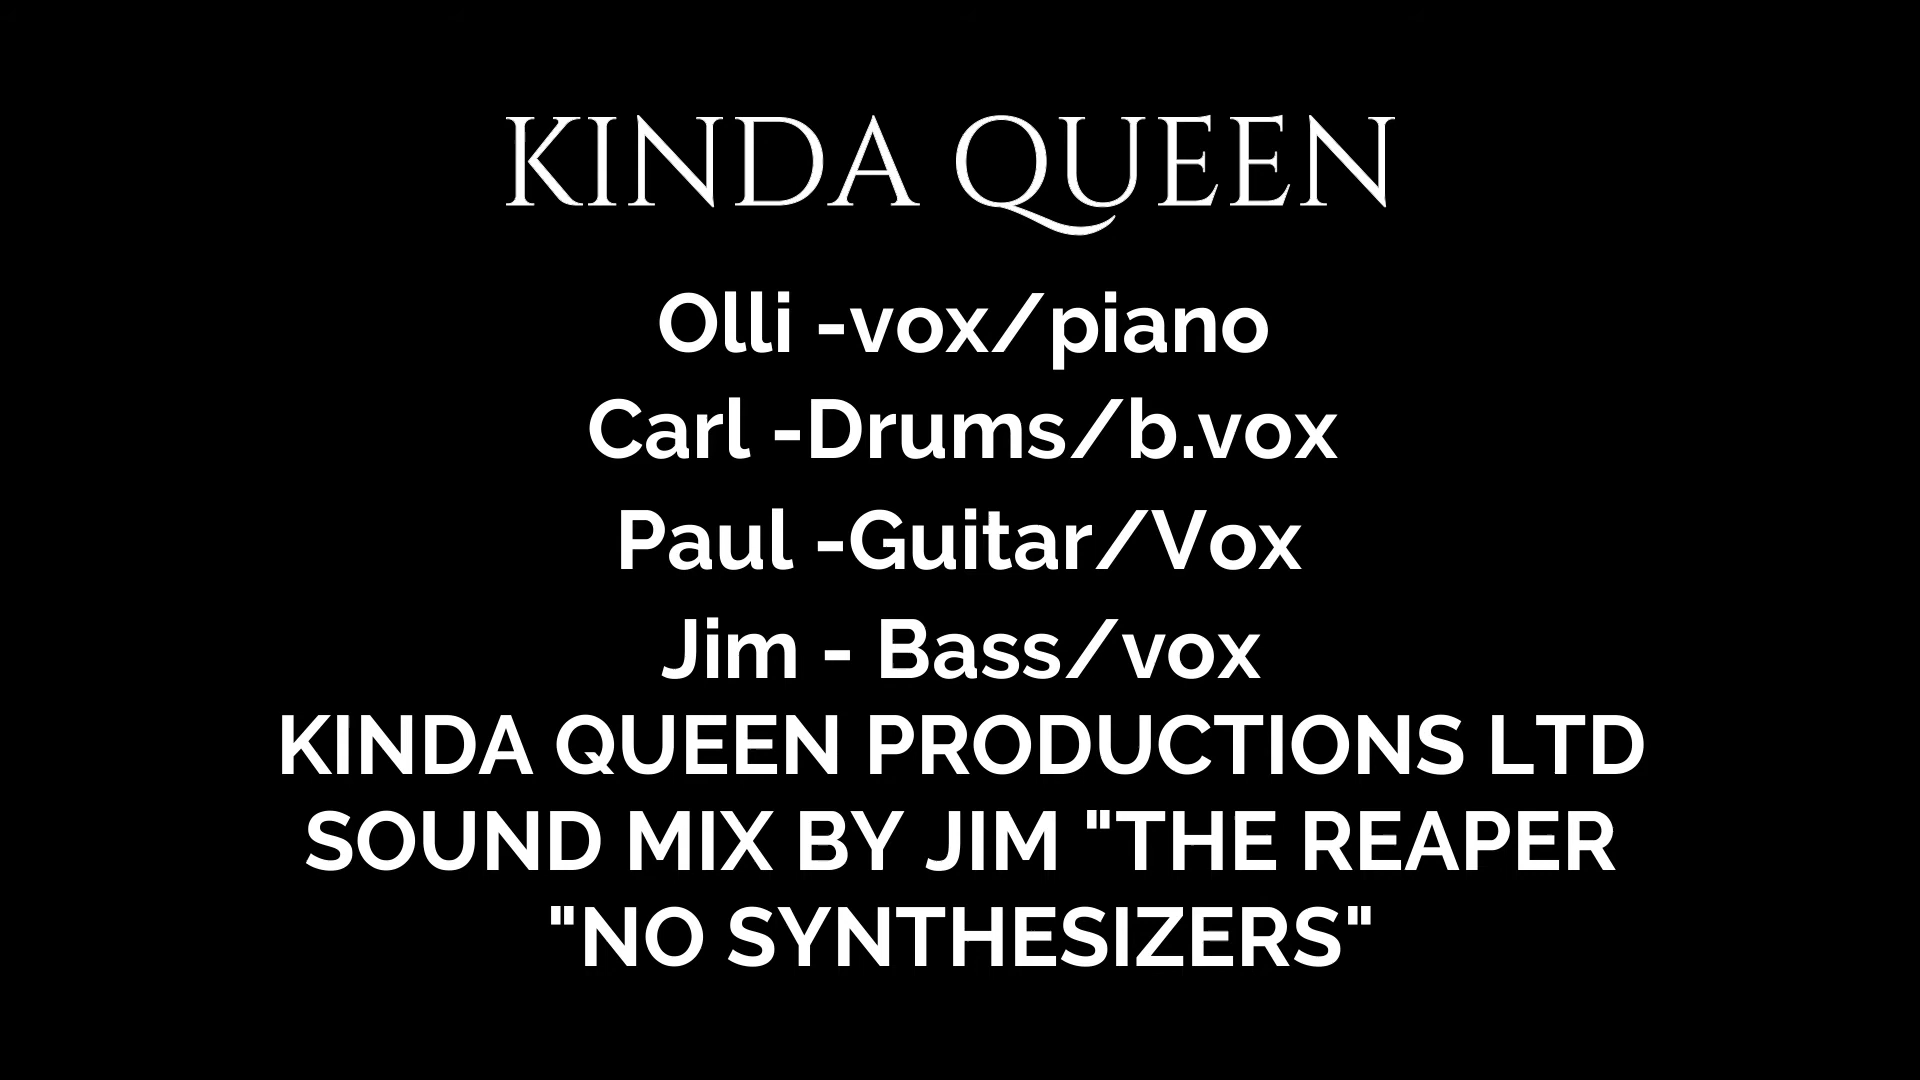 KINDA QUEEN
Olli -vox/piano
Carl -Drums/b.vox
Paul -Guitar/Vox
Jim - Bass/vox
KINDA QUEEN PRODUCTIONS LTD
SOUND MIX BY JIM "THE REAPER
"NO SYNTHESIZERS"